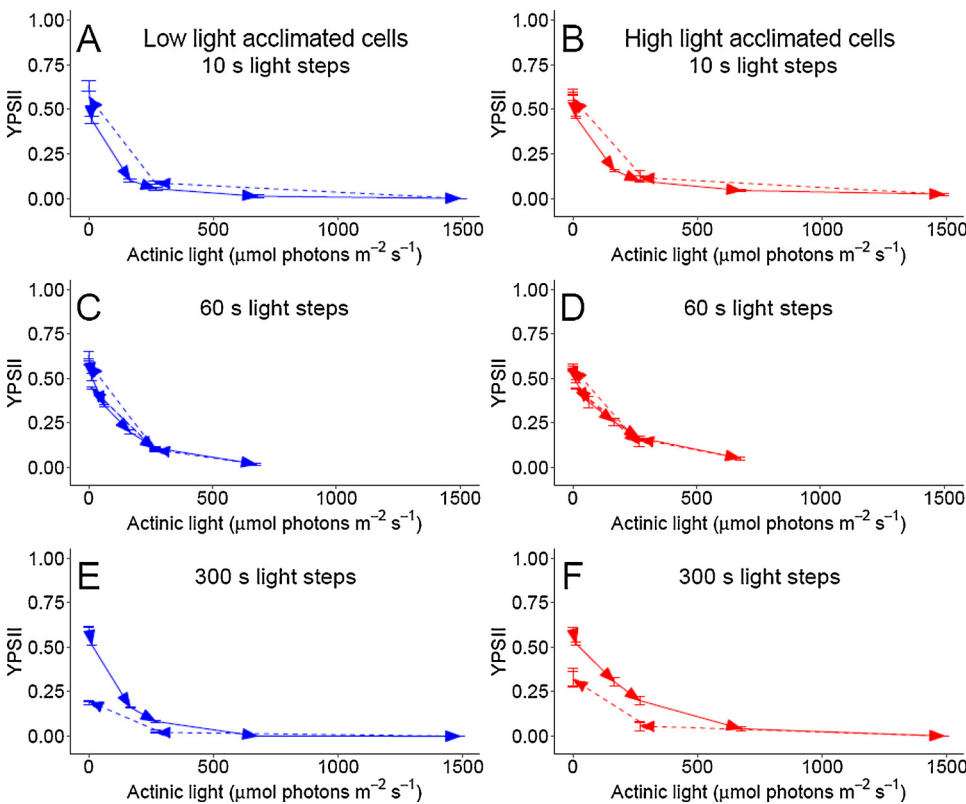 A Low light acclimated cells
10 s light steps
1.00
0.75
0.50
0.25
0.00
YPSII
0 500 1000 1500
Actinic light (μmol photons m⁻² s⁻¹)
B High light acclimated cells
10 s light steps
1.00
0.75
0.50
0.25
0.00
YPSII
0 500 1000 1500
Actinic light (μmol photons m⁻² s⁻¹)
C 60 s light steps
1.00
0.75
0.50
0.25
0.00
YPSII
0 500 1000 1500
Actinic light (μmol photons m⁻² s⁻¹)
D 60 s light steps
1.00
0.75
0.50
0.25
0.00
YPSII
0 500 1000 1500
Actinic light (μmol photons m⁻² s⁻¹)
E 300 s light steps
1.00
0.75
0.50
0.25
0.00
YPSII
0 500 1000 1500
Actinic light (μmol photons m⁻² s⁻¹)
F 300 s light steps
1.00
0.75
0.50
0.25
0.00
YPSII
0 500 1000 1500
Actinic light (μmol photons m⁻² s⁻¹)